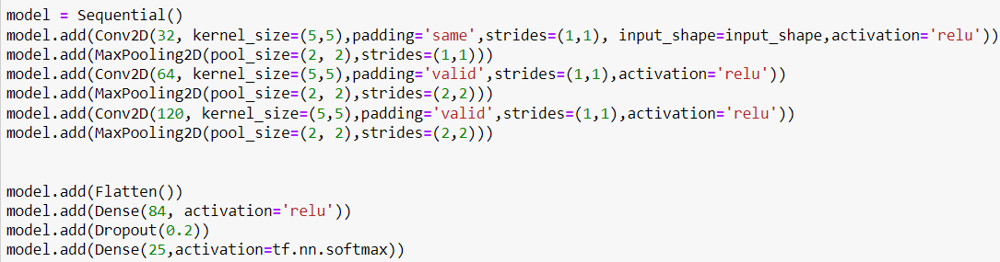 model = Sequential()
model.add(Conv2D(32, kernel_size=(5,5),padding='same',strides=(1,1), input_shape=input_shape,activation='relu'))
model.add(MaxPooling2D(pool_size=(2, 2),strides=(1,1)))
model.add(Conv2D(64, kernel_size=(5,5),padding='valid',strides=(1,1),activation='relu'))
model.add(MaxPooling2D(pool_size=(2, 2),strides=(2,2)))
model.add(Conv2D(120, kernel_size=(5,5),padding='valid',strides=(1,1),activation='relu'))
model.add(MaxPooling2D(pool_size=(2, 2),strides=(2,2)))
model.add(Flatten())
model.add(Dense(84, activation='relu'))
model.add(Dropout(0.2))
model.add(Dense(25,activation=tf.nn.softmax))